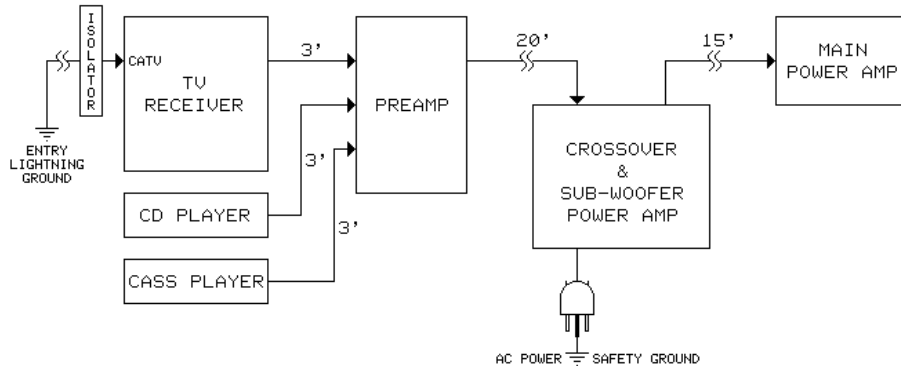 ISOLATOR
CATV
TV
RECEIVER
3'
PREAMP
20'
15'
MAIN
POWER AMP
ENTRY
LIGHTNING
GROUND
CD PLAYER
3'
CASS PLAYER
3'
CROSSOVER
&
SUB-WOOFER
POWER AMP
AC POWER SAFETY GROUND